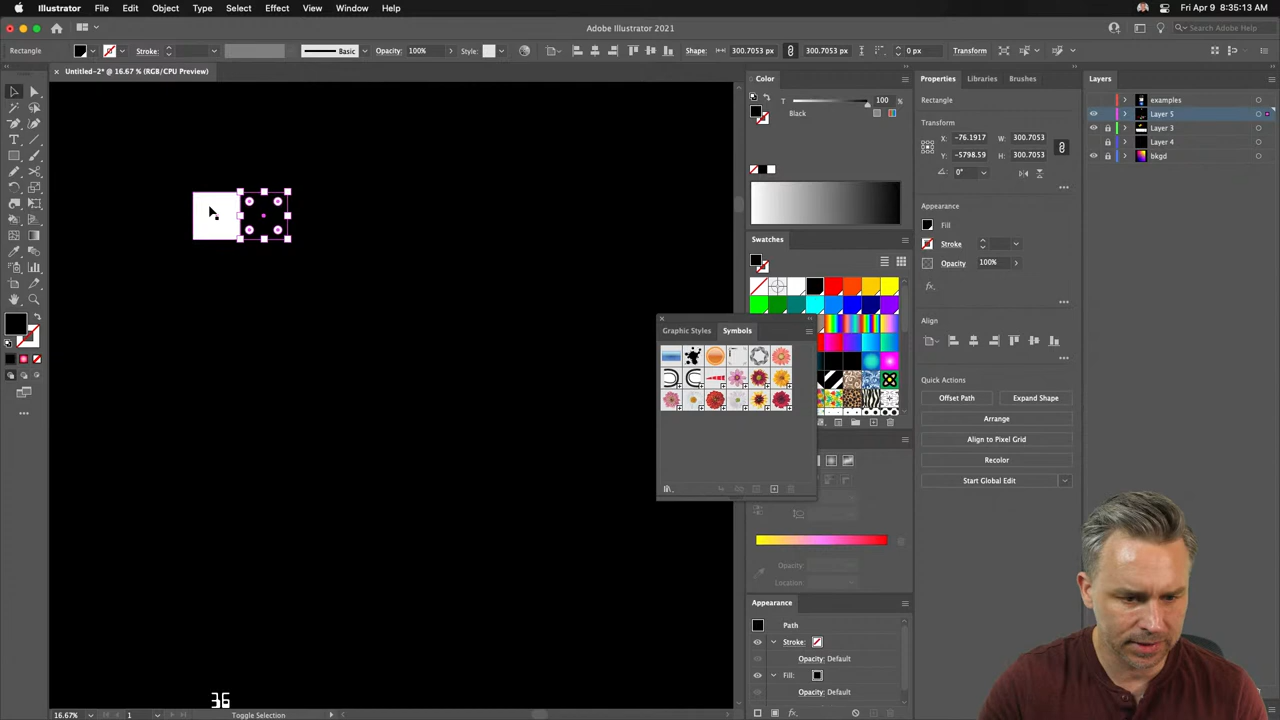 Illustrator File Edit Object Type Select Effect View Window Help Fri Apr 9 8:35:13 AM
Adobe Illustrator 2021
Search Adobe Help
Rectangle Stroke: Basic Opacity: 100% Style: Shape: 300.7053 px 300.7053 px 0 px Transform
× Untitled-2* @ 16.67 % (RGB/CPU Preview)
Color
T 100 %
Black
Swatches
Graphic Styles Symbols
Opacity:
Location:
Appearance
Path
Stroke:
Opacity: Default
Fill:
Opacity: Default
Properties Libraries Brushes
Rectangle
Transform
X: -76.1917 W: 300.7053
Y: -5798.59 H: 300.7053
0°
Appearance
Fill
Stroke
Opacity 100%
fx.
Align
Quick Actions
Offset Path Expand Shape
Arrange
Align to Pixel Grid
Recolor
Start Global Edit
Layers
examples
Layer 5
Layer 3
Layer 4
bkgd
36
16.67% 1 Toggle Selection